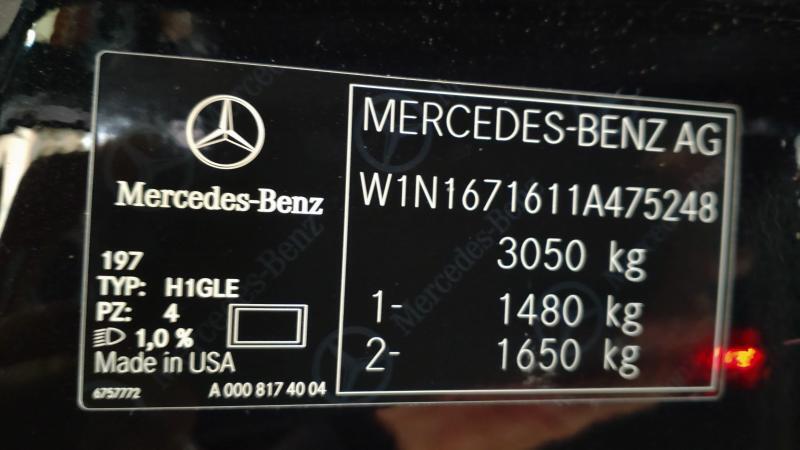 Mercedes-Benz
197
TYP: H1GLE
PZ: 4
1,0 %
Made in USA
6757772
A 000 817 40 04
MERCEDES-BENZ AG
W1N1671611A475248
3050 kg
1- 1480 kg
2- 1650 kg